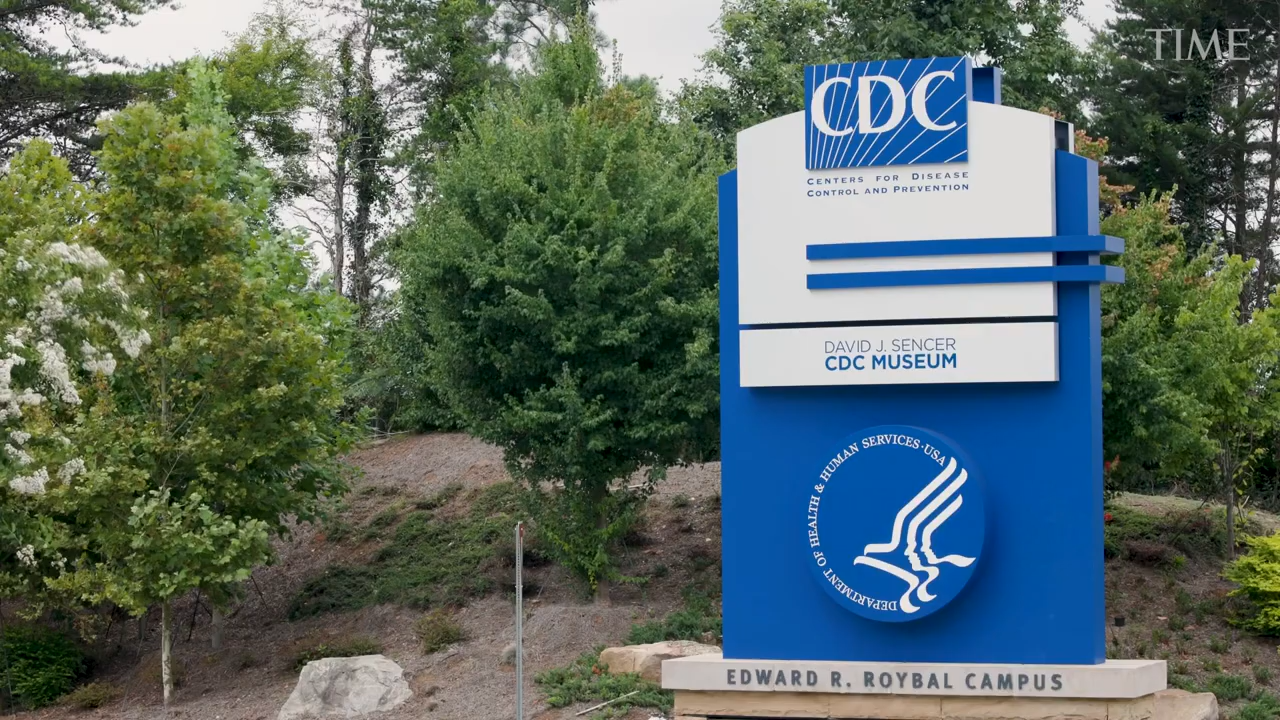 TIME
CDC
CENTERS FOR DISEASE
CONTROL AND PREVENTION
DAVID J. SENCER
CDC MUSEUM
DEPARTMENT OF HEALTH & HUMAN SERVICES · USA
EDWARD R. ROYBAL CAMPUS